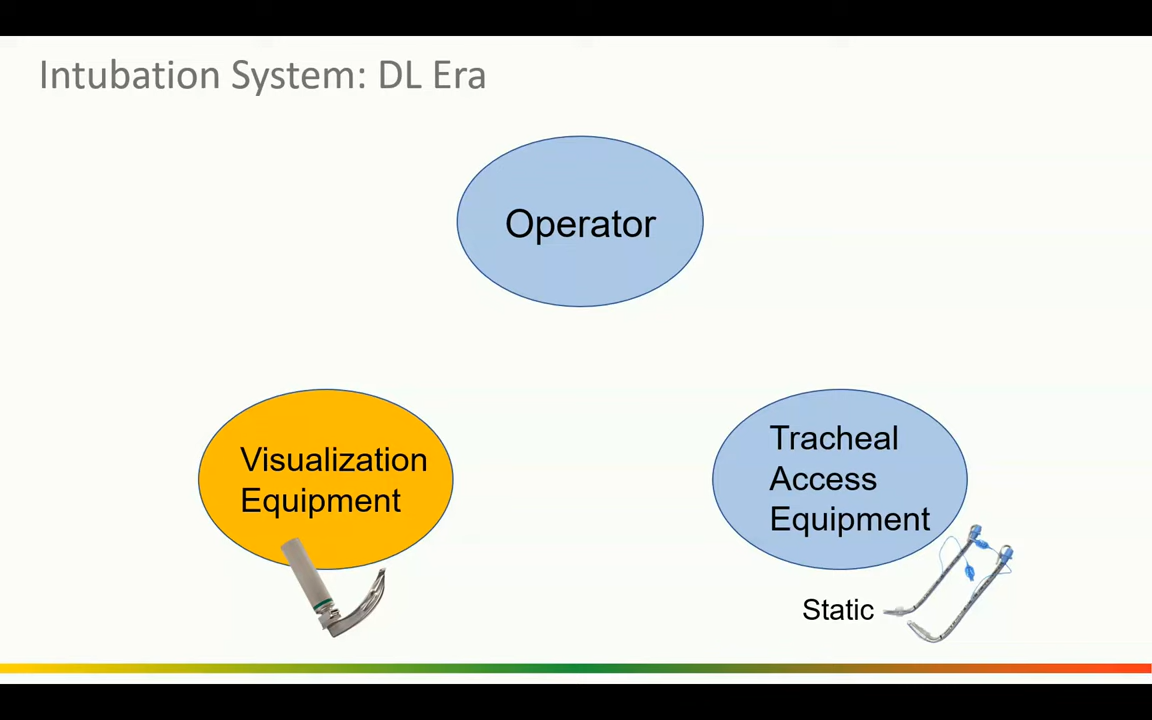 Intubation System: DL Era
Operator
Visualization
Equipment
Tracheal
Access
Equipment
Static